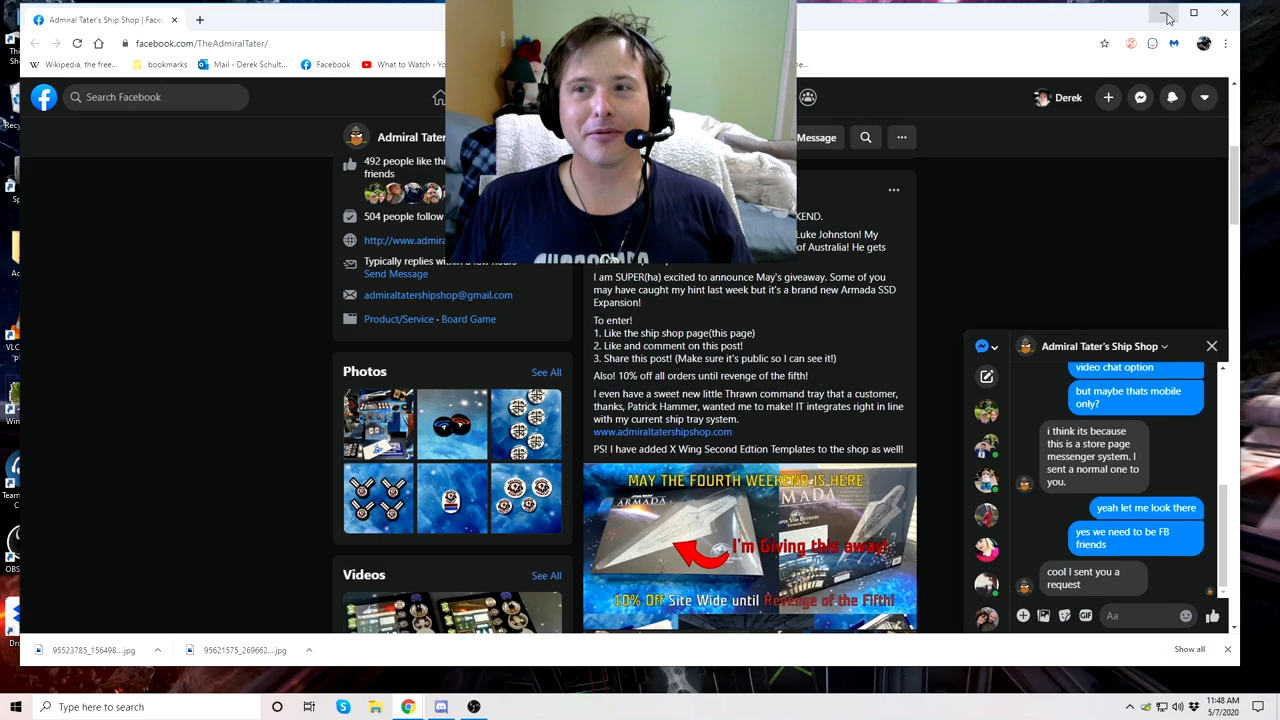 Admiral Tater's Ship Shop | Face
facebook.com/TheAdmiralTater/
Wikipedia, the free...
bookmarks
Mail - Derek Schult...
Facebook
What to Watch - Yo
e...
Search Facebook
Derek
Admiral Tater
Message
492 people like thi
friends
504 people follow
http://www.admira
Typically replies within a few hours
Send Message
admiraltatershipshop@gmail.com
Product/Service · Board Game
Photos
See All
Videos
See All
KEND.
Luke Johnston! My
of Australia! He gets
I am SUPER(ha) excited to announce May's giveaway. Some of you
may have caught my hint last week but it's a brand new Armada SSD
Expansion!
To enter!
1. Like the ship shop page(this page)
2. Like and comment on this post!
3. Share this post! (Make sure it's public so I can see it!)
Also! 10% off all orders until revenge of the fifth!
I even have a sweet new little Thrawn command tray that a customer,
thanks, Patrick Hammer, wanted me to make! IT integrates right in line
with my current ship tray system.
www.admiraltatershipshop.com
PS! I have added X Wing Second Edtion Templates to the shop as well!
MAY THE FOURTH WEEKEND IS HERE
ARMADA
I'm Giving this away!
10% Off Site Wide until Revenge of the Fifth!
Admiral Tater's Ship Shop
video chat option
but maybe thats mobile
only?
i think its because
this is a store page
messenger system. I
sent a normal one to
you.
yeah let me look there
yes we need to be FB
friends
cool I sent you a
request
GIF
Aa
95523785_156498....jpg
95621575_269662....jpg
Show all
Type here to search
11:48 AM
5/7/2020